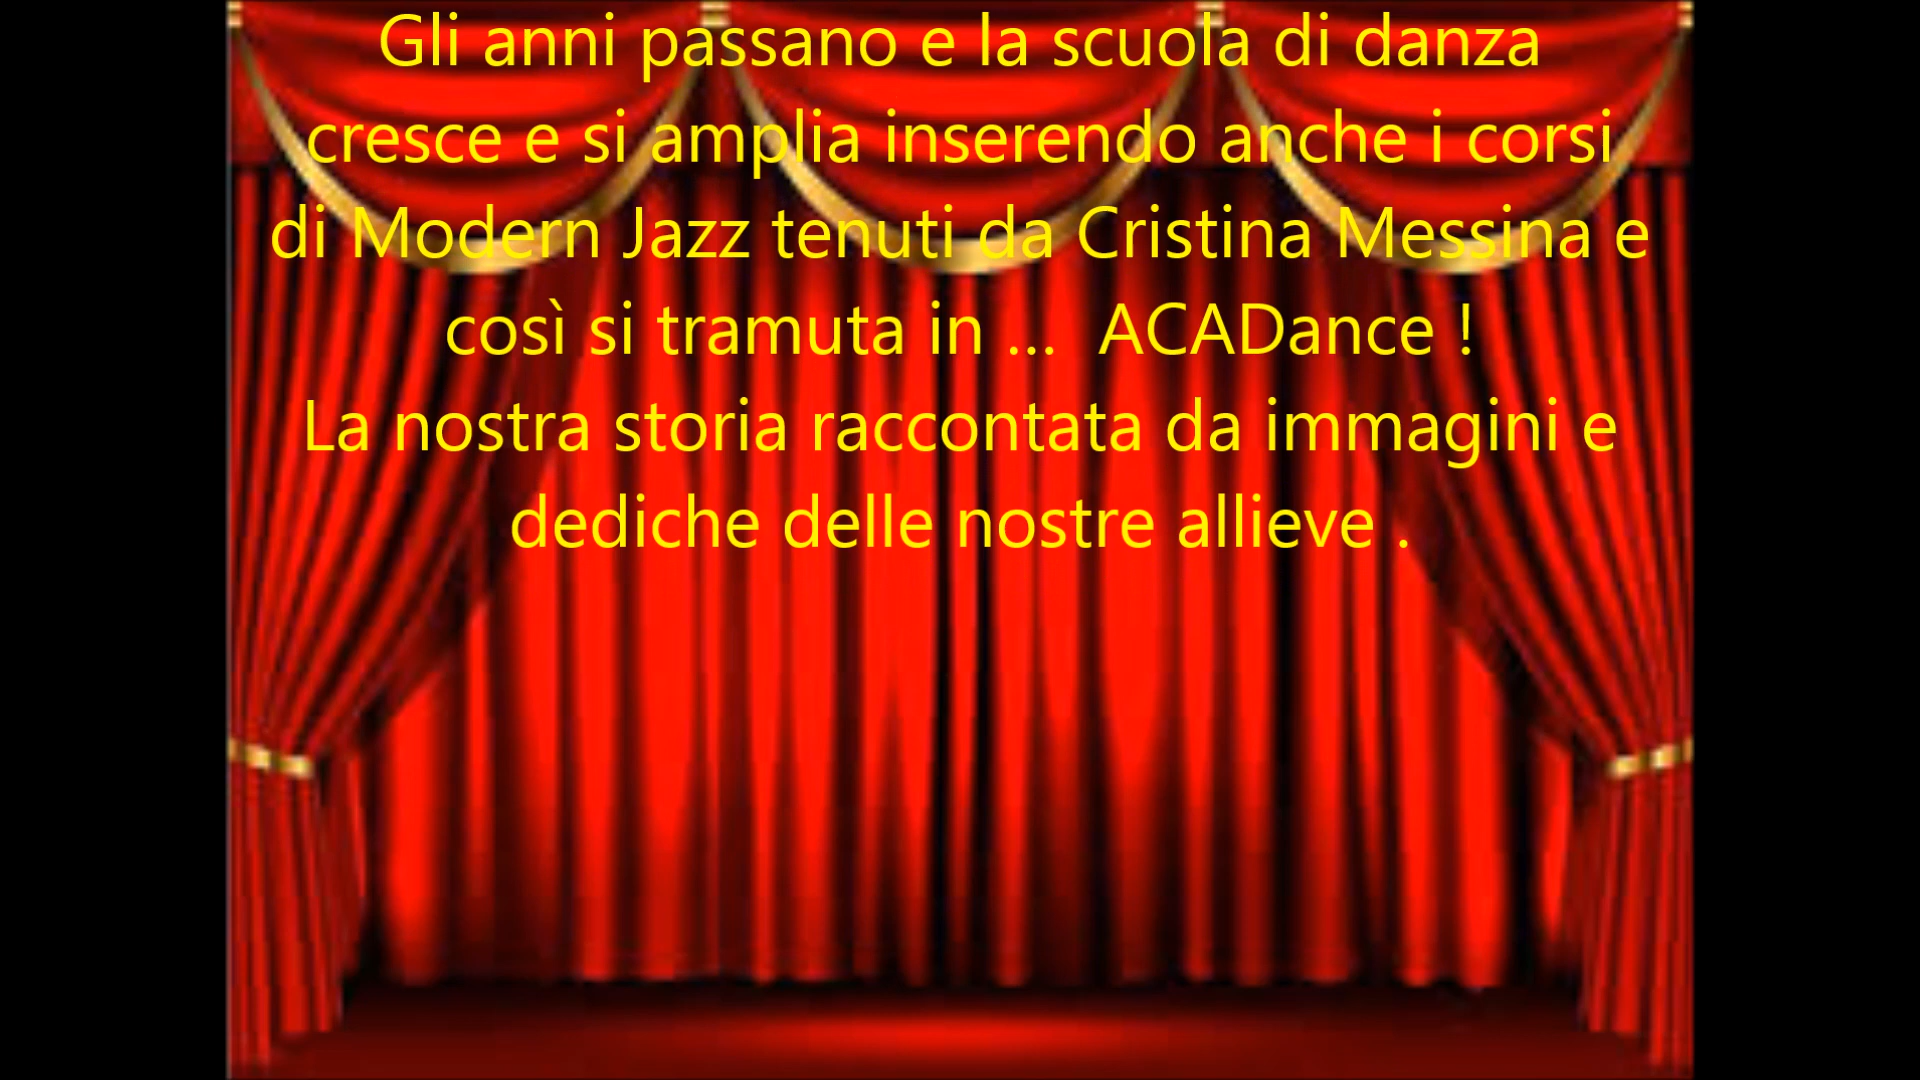 Gli anni passano e la scuola di danza
cresce e si amplia inserendo anche i corsi
di Modern Jazz tenuti da Cristina Messina e
così si tramuta in ... ACADance !
La nostra storia raccontata da immagini e
dediche delle nostre allieve .